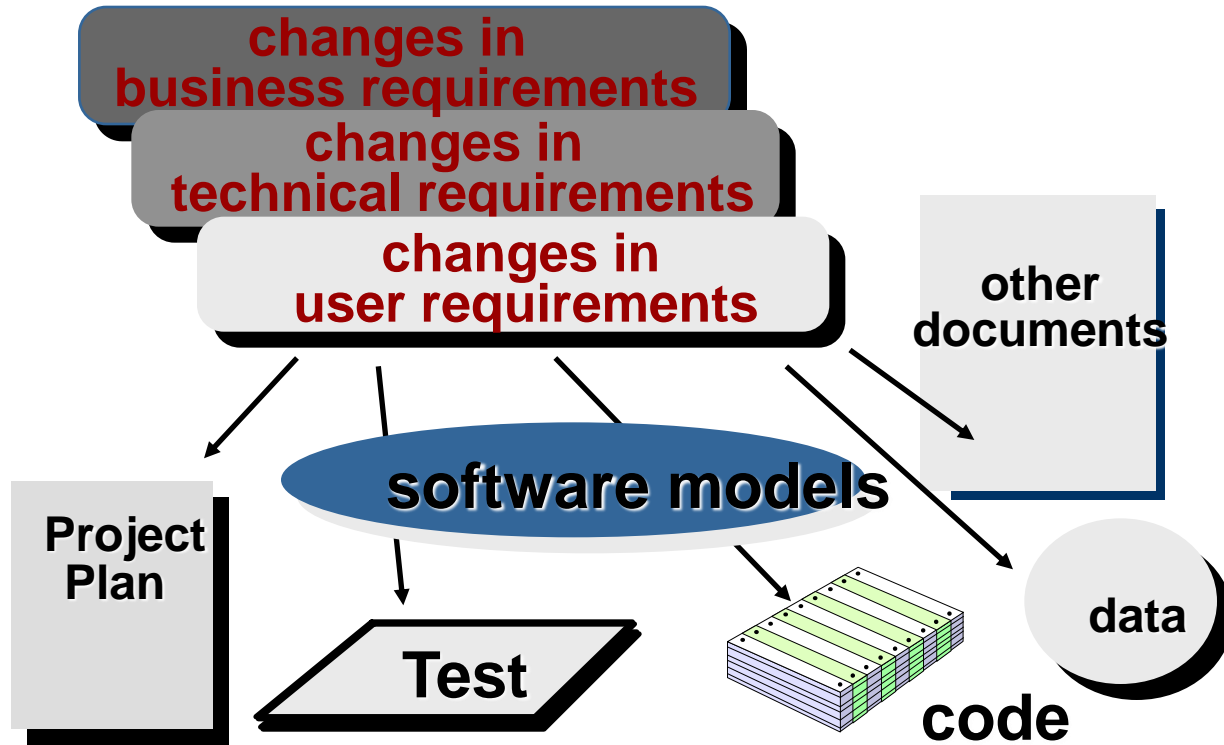 changes in
business requirements
changes in
technical requirements
changes in
user requirements
other
documents
software models
Project
Plan
data
Test
code